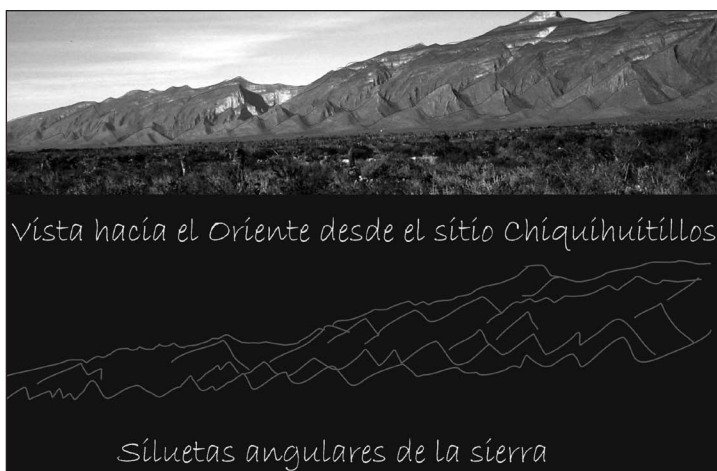 Vista hacia el Oriente desde el sitio Chiquihuitillos
Siluetas angulares de la sierra